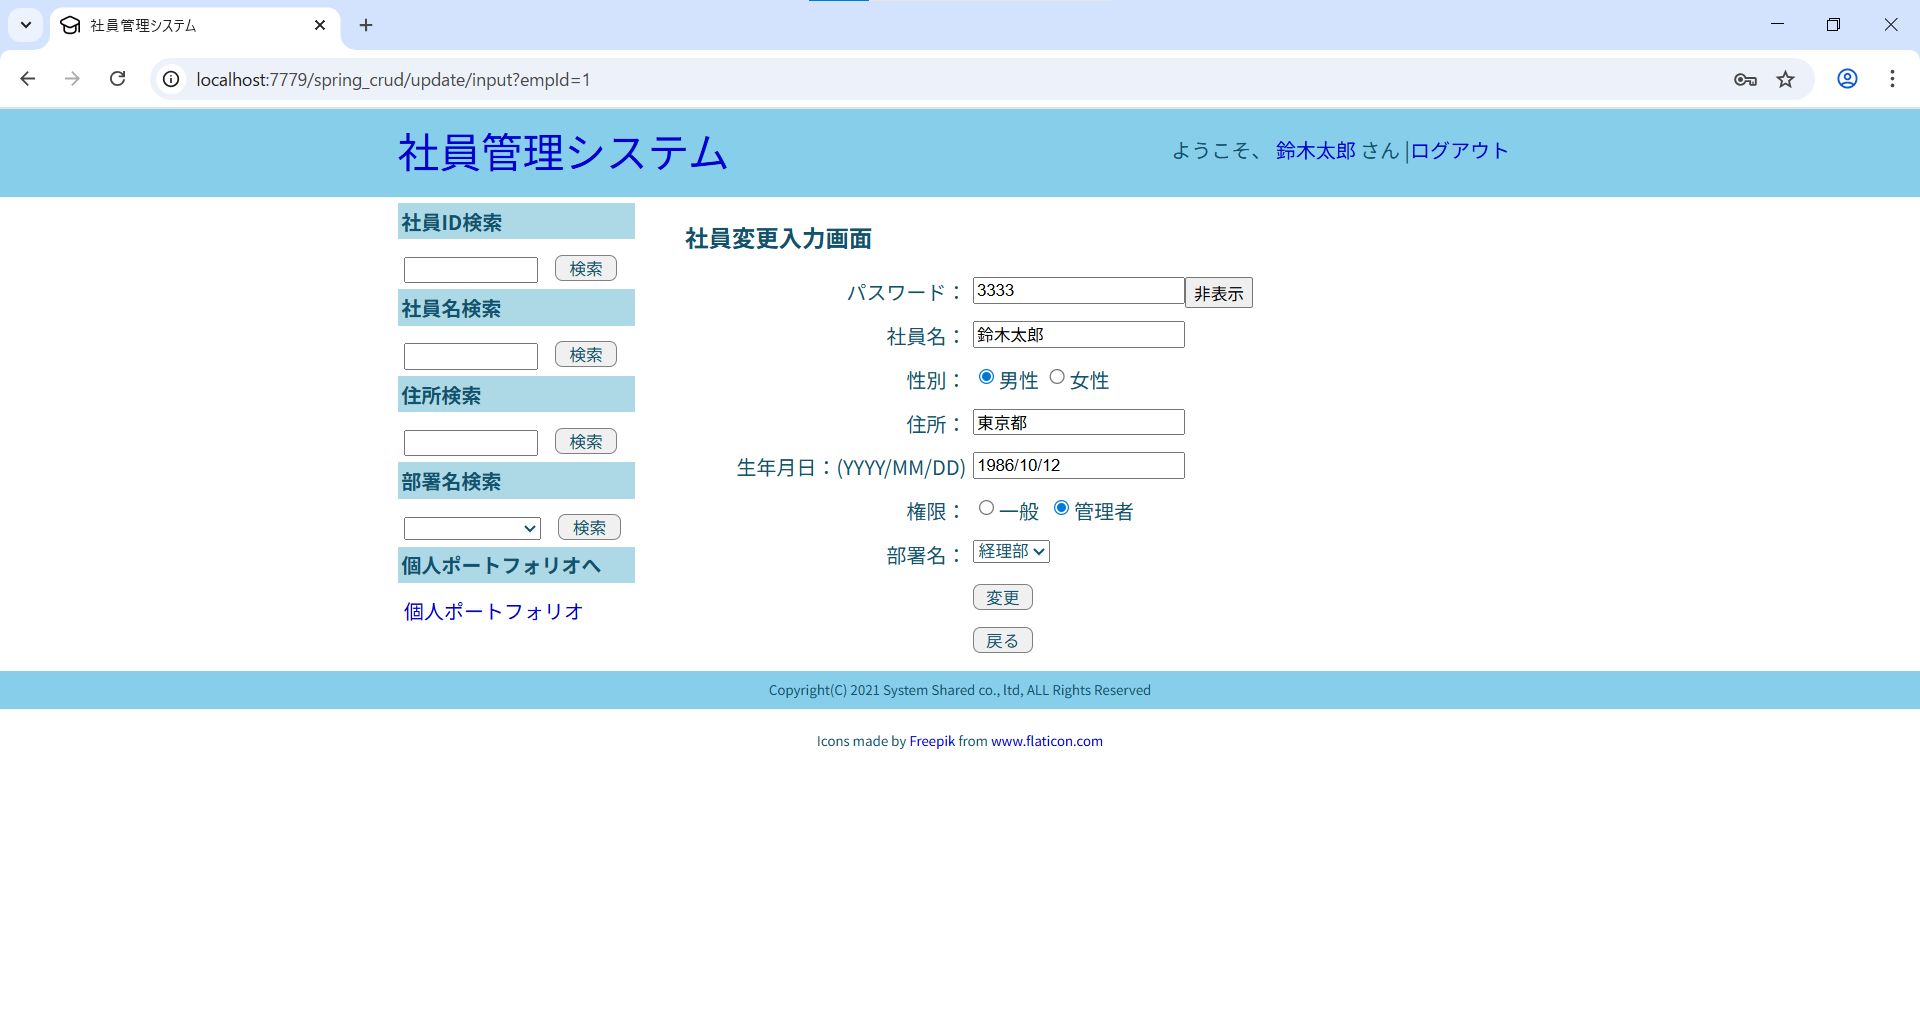 社員管理システム
localhost:7779/spring_crud/update/input?empId=1
社員管理システム
ようこそ、 鈴木太郎 さん |ログアウト
社員ID検索
検索
社員名検索
検索
住所検索
検索
部署名検索
検索
個人ポートフォリオへ
個人ポートフォリオ
社員変更入力画面
パスワード： 3333 非表示
社員名： 鈴木太郎
性別： 男性 女性
住所： 東京都
生年月日：(YYYY/MM/DD) 1986/10/12
権限： 一般 管理者
部署名： 経理部
変更
戻る
Copyright(C) 2021 System Shared co., ltd, ALL Rights Reserved
Icons made by Freepik from www.flaticon.com